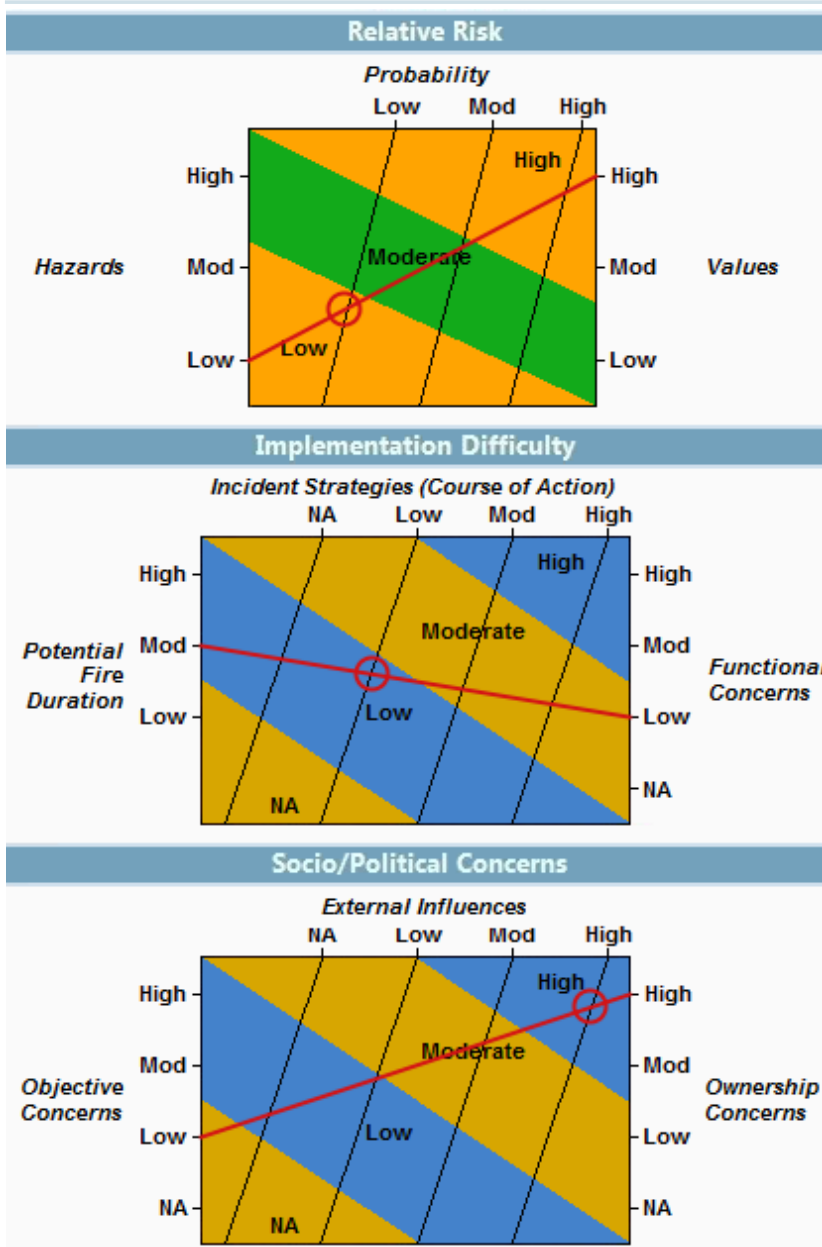 Relative Risk
Probability
Low Mod High
High High High
Hazards Mod Moderate Mod Values
Low Low Low
Implementation Difficulty
Incident Strategies (Course of Action)
NA Low Mod High
High High High
Potential Fire Duration Mod Moderate Mod Functional Concerns
Low Low Low
NA NA
Socio/Political Concerns
External Influences
NA Low Mod High
High High High
Mod Moderate Mod
Objective Concerns Ownership Concerns
Low Low Low
NA NA NA